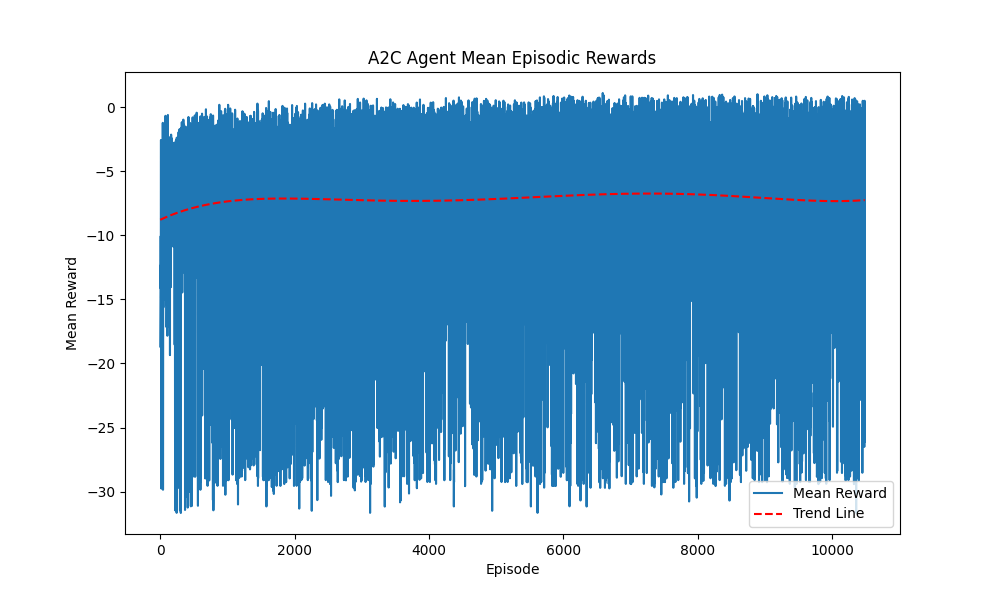 A2C Agent Mean Episodic Rewards
Mean Reward
0
−5
−10
−15
−20
−25
−30
0
2000
4000
6000
8000
10000
Episode
Mean Reward
Trend Line